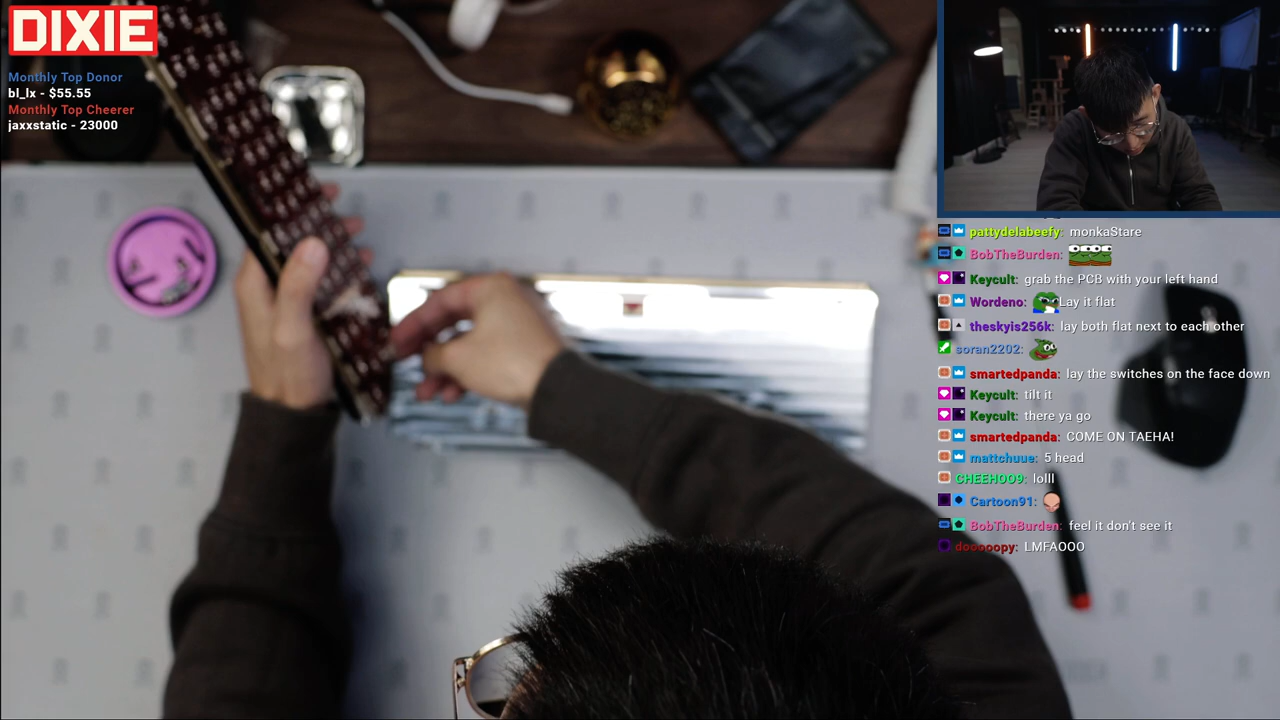 DIXIE
Monthly Top Donor
bl_lx - $55.55
Monthly Top Cheerer
jaxxstatic - 23000
pattydelabeefy: monkaStare
BobTheBurden:
Keycult: grab the PCB with your left hand
Wordeno: Lay it flat
theskyis256k: lay both flat next to each other
soran2202:
smartedpanda: lay the switches on the face down
Keycult: tilt it
Keycult: there ya go
smartedpanda: COME ON TAEHA!
mattchuue: 5 head
CHEEHOO9: lolll
Cartoon91:
BobTheBurden: feel it don't see it
dooooopy: LMFAOOO